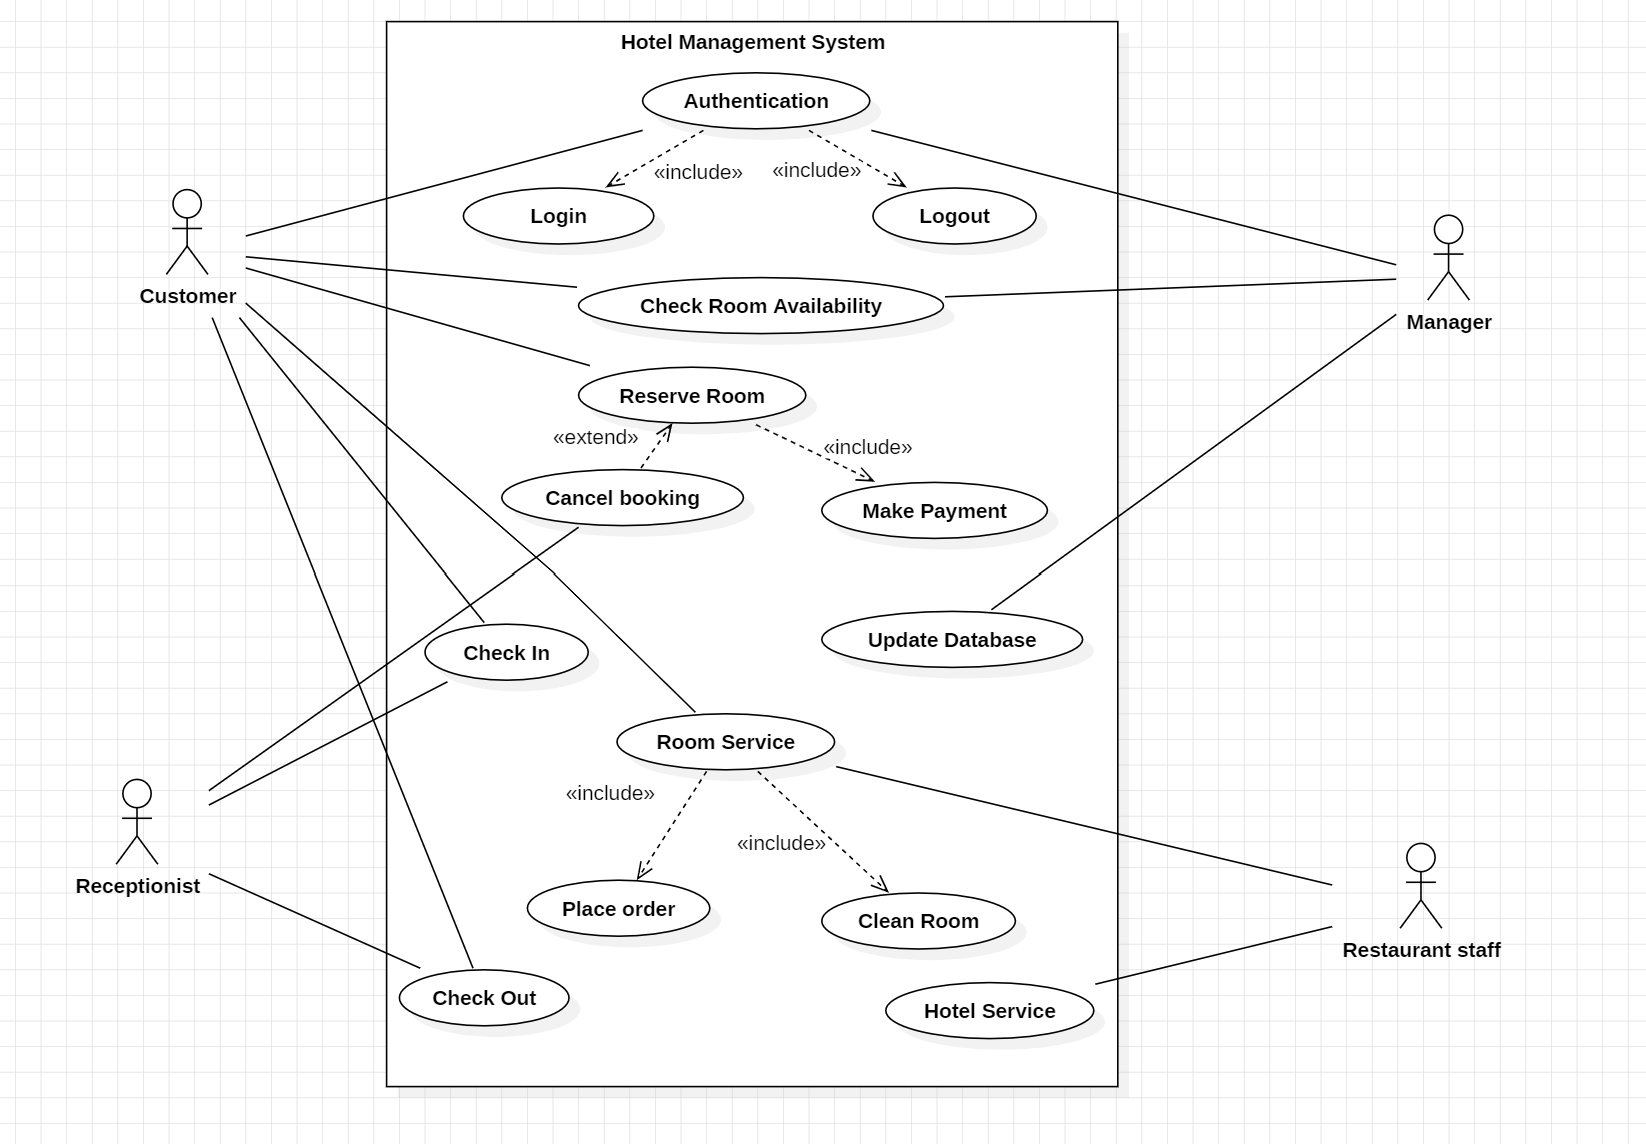 Hotel Management System
Authentication
«include»
«include»
Login
Logout
Customer
Check Room Availability
Manager
Reserve Room
«extend»
«include»
Cancel booking
Make Payment
Update Database
Check In
Room Service
«include»
«include»
Receptionist
Place order
Clean Room
Restaurant staff
Check Out
Hotel Service